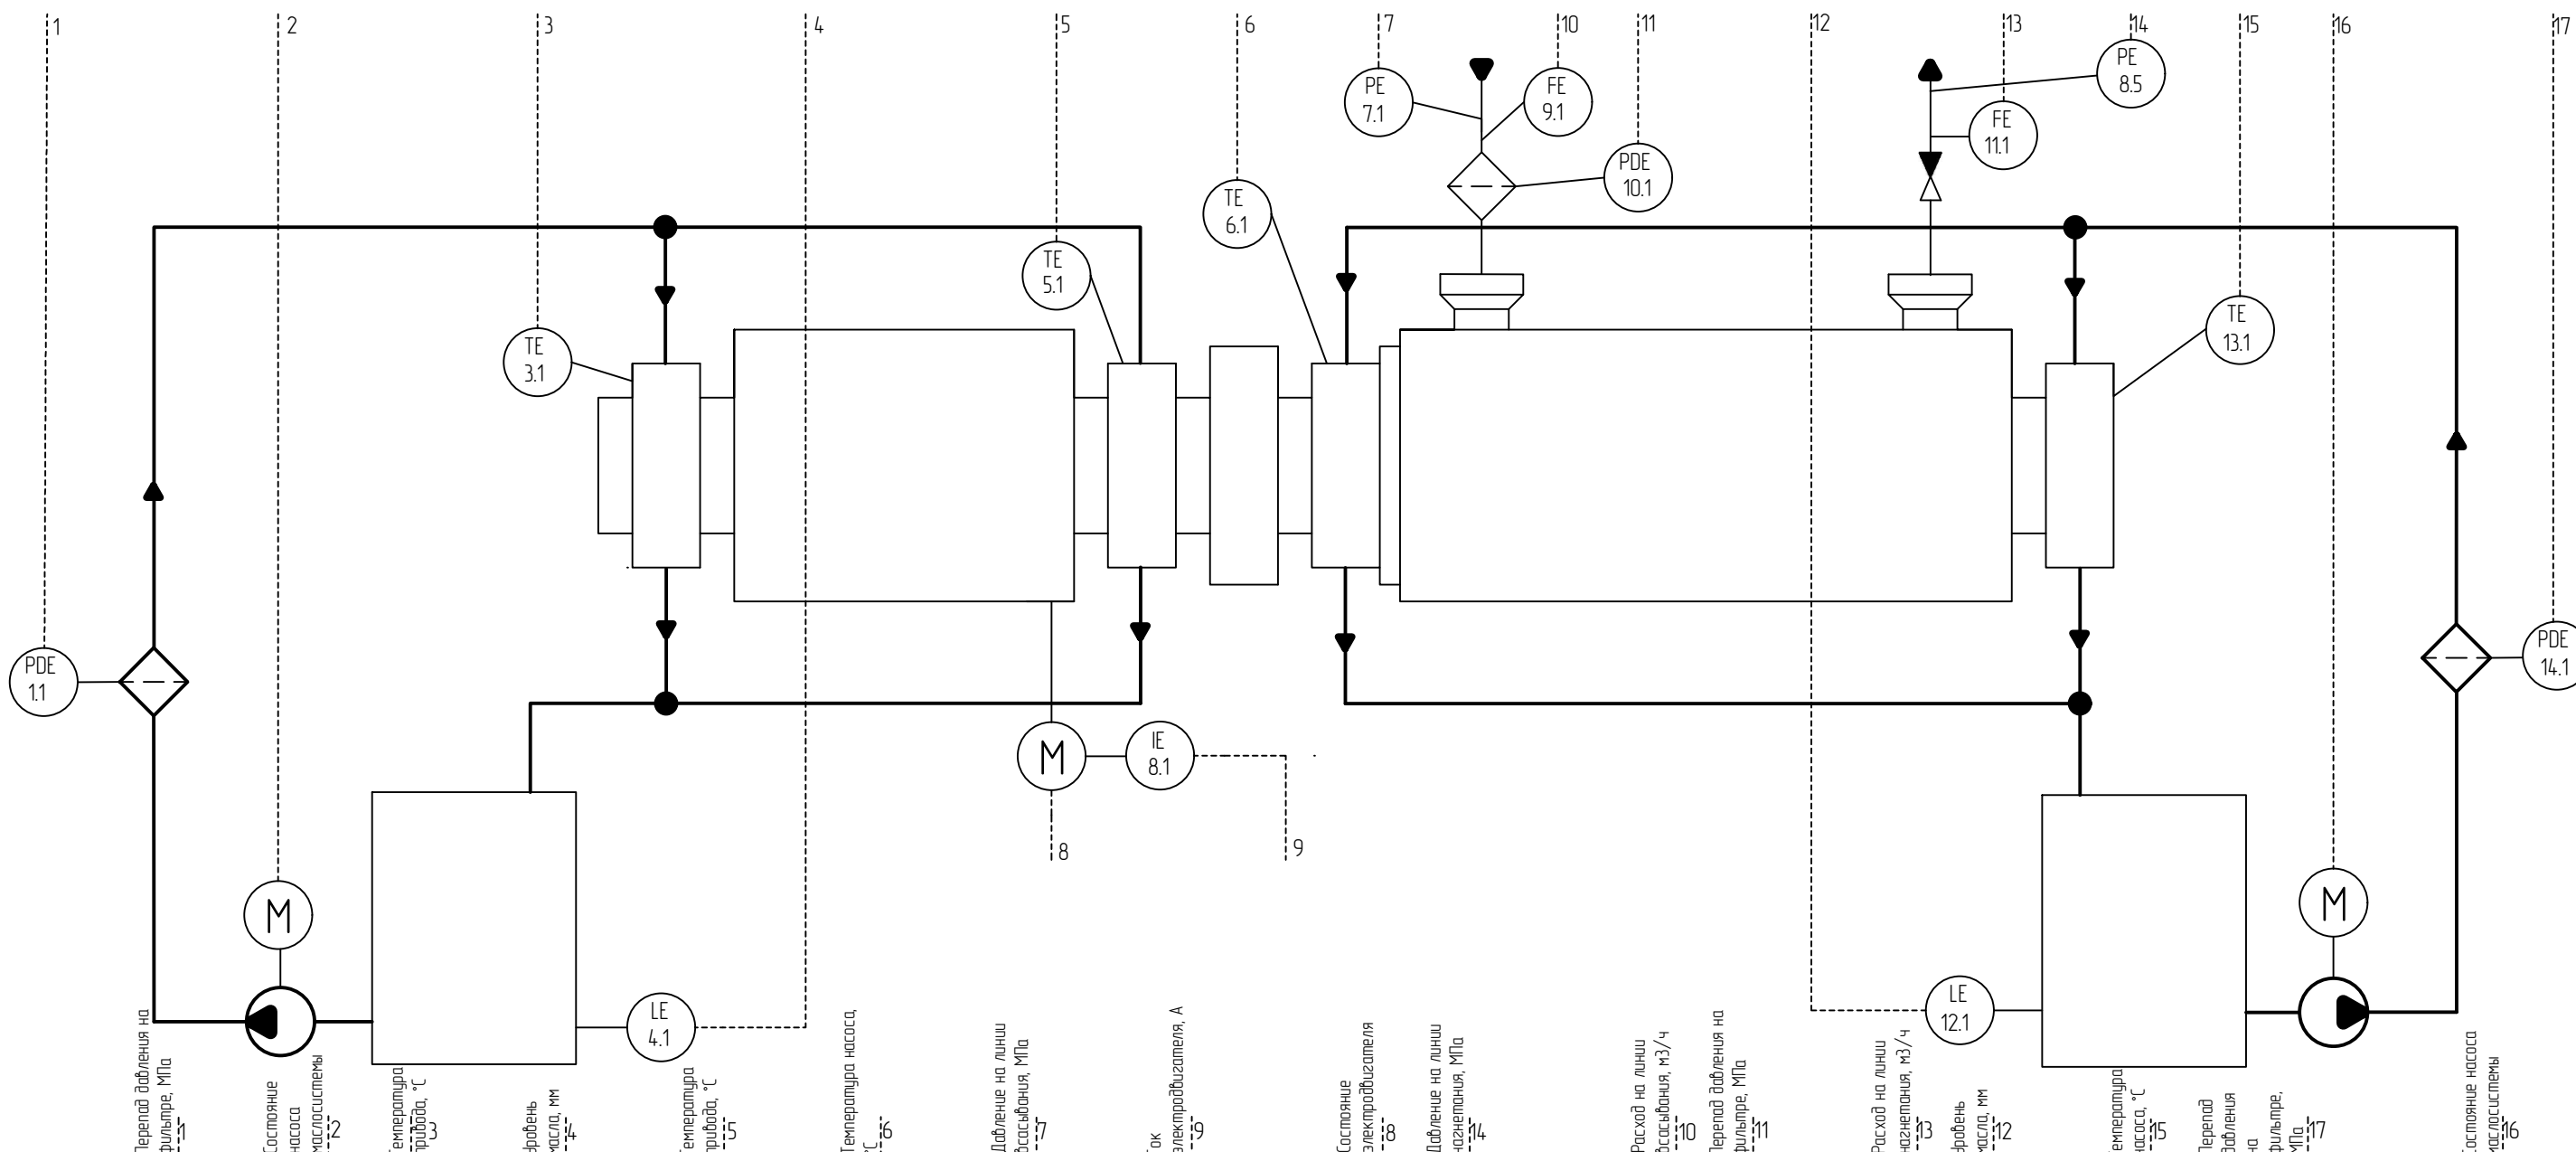 1
2
3
4
5
6
7
10
11
12
13
14
15
16
17
PE
7.1
FE
9.1
PE
8.5
FE
11.1
PDE
10.1
TE
6.1
TE
5.1
TE
3.1
TE
13.1
PDE
1.1
PDE
14.1
M
IE
8.1
8
9
M
M
LE
4.1
LE
12.1
Перепад давления на
фильтре, МПа
1
Состояние
насоса
маслосистемы
2
Температура
привода, °С
3
Уровень
масла, мм
4
Температура
привода, °С
5
Температура насоса,
°С
6
Давление на линии
всасывания, МПа
7
Ток
электродвигателя, А
9
Состояние
электродвигателя
8
Давление на линии
нагнетания, МПа
14
Расход на линии
всасывания, м3/ч
10
Перепад давления на
фильтре, МПа
11
Расход на линии
нагнетания, м3/ч
13
Уровень
масла, мм
12
Температура
насоса, °С
15
Перепад
давления
на
фильтре,
МПа
17
Состояние насоса
маслосистемы
16